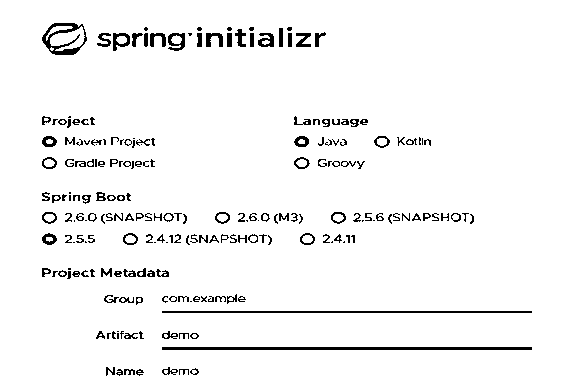 spring initializr
Project
Maven Project
Gradle Project
Language
Java Kotlin
Groovy
Spring Boot
2.6.0 (SNAPSHOT) 2.6.0 (M3) 2.5.6 (SNAPSHOT)
2.5.5 2.4.12 (SNAPSHOT) 2.4.11
Project Metadata
Group com.example
Artifact demo
Name demo